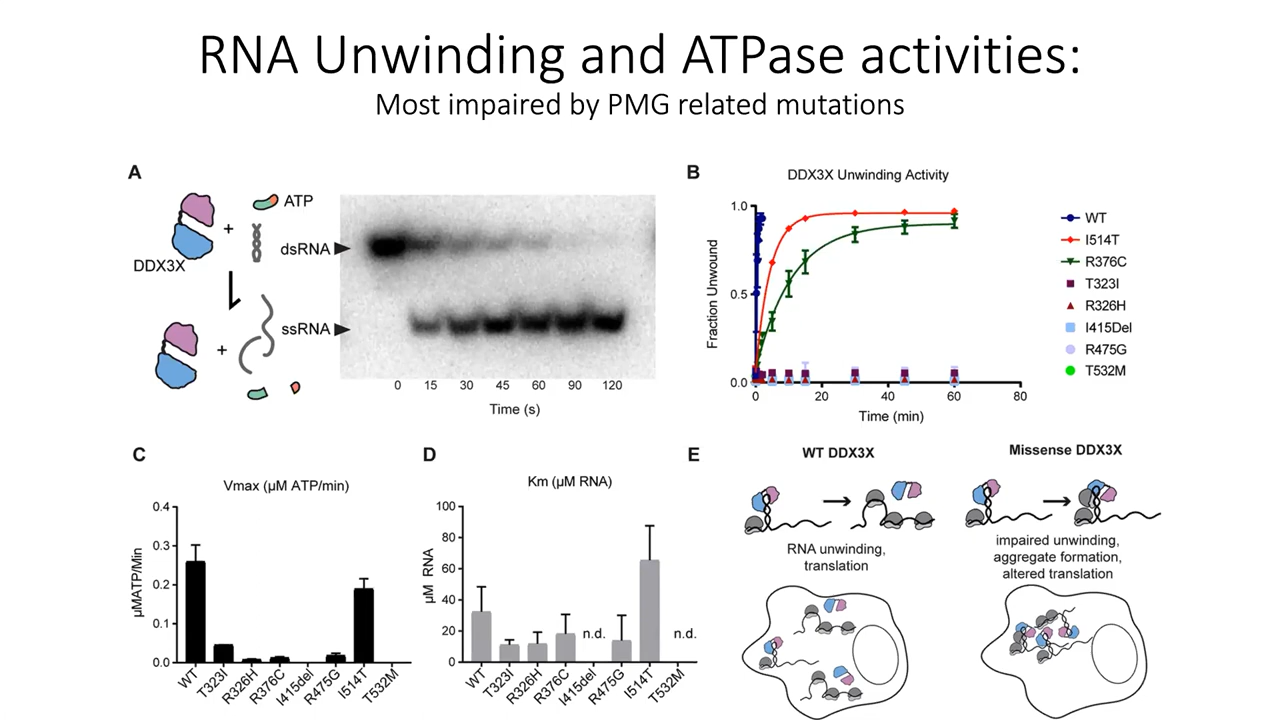 RNA Unwinding and ATPase activities:
Most impaired by PMG related mutations
A
ATP
+
dsRNA
DDX3X
ssRNA
+
0 15 30 45 60 90 120
Time (s)
B
DDX3X Unwinding Activity
1.0
0.5
0.0
Fraction Unwound
0 20 40 60 80
Time (min)
WT
I514T
R376C
T323I
R326H
I415Del
R475G
T532M
C
Vmax (μM ATP/min)
0.4
0.3
0.2
0.1
0.0
μMATP/Min
WT T323I R326H R376C I415del R475G I514T T532M
D
Km (μM RNA)
100
80
60
40
20
0
μM RNA
n.d. n.d.
WT T323I R326H R376C I415del R475G I514T T532M
E
WT DDX3X
RNA unwinding,
translation
Missense DDX3X
impaired unwinding,
aggregate formation,
altered translation